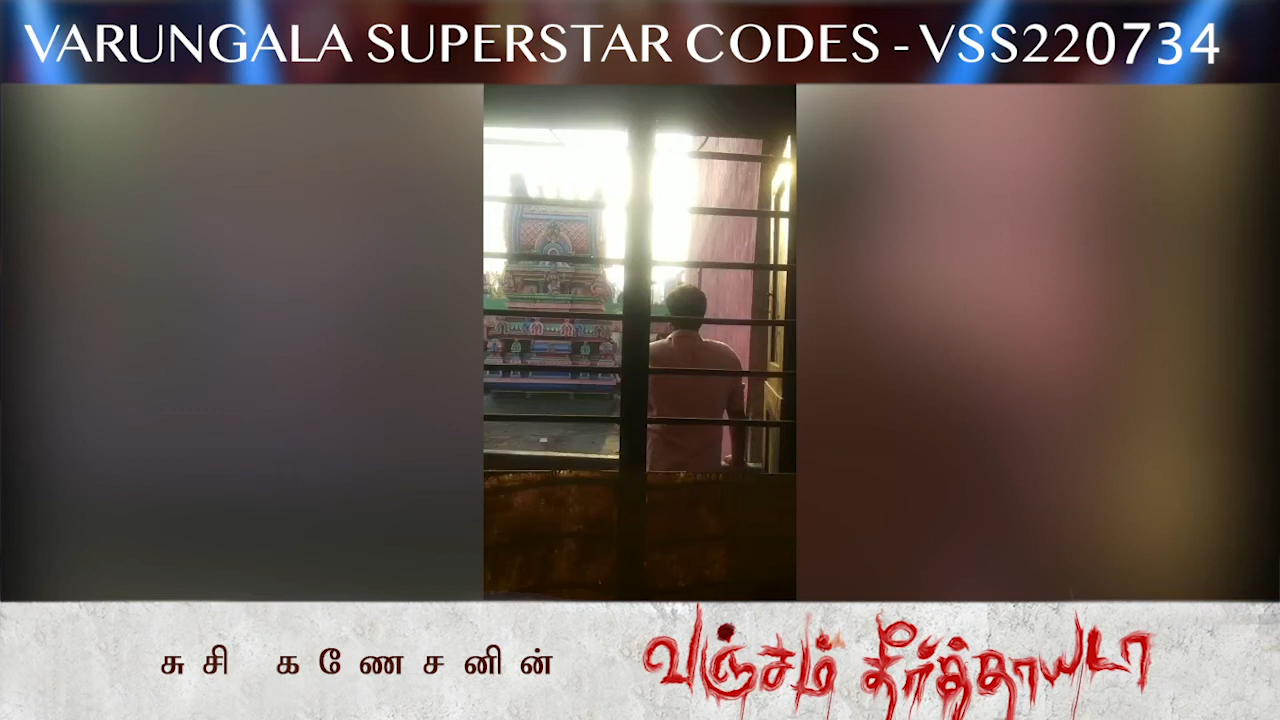 VARUNGALA SUPERSTAR CODES - VSS220734
சுசி கணேசனின் வஞ்சம் தீர்த்தாயடா